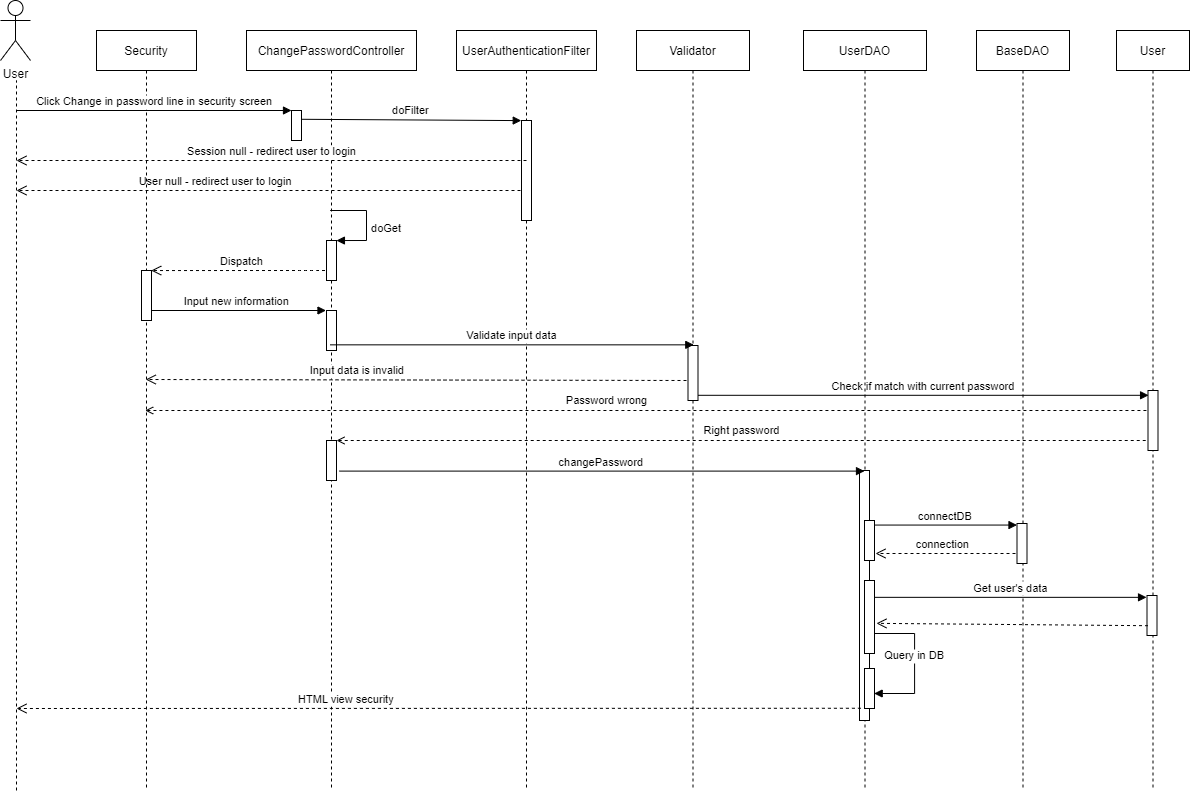 User
Security
ChangePasswordController
UserAuthenticationFilter
Validator
UserDAO
BaseDAO
User
Click Change in password line in security screen
doFilter
Session null - redirect user to login
User null - redirect user to login
doGet
Dispatch
Input new information
Validate input data
Input data is invalid
Check if match with current password
Password wrong
Right password
changePassword
connectDB
connection
Get user's data
Query in DB
HTML view security